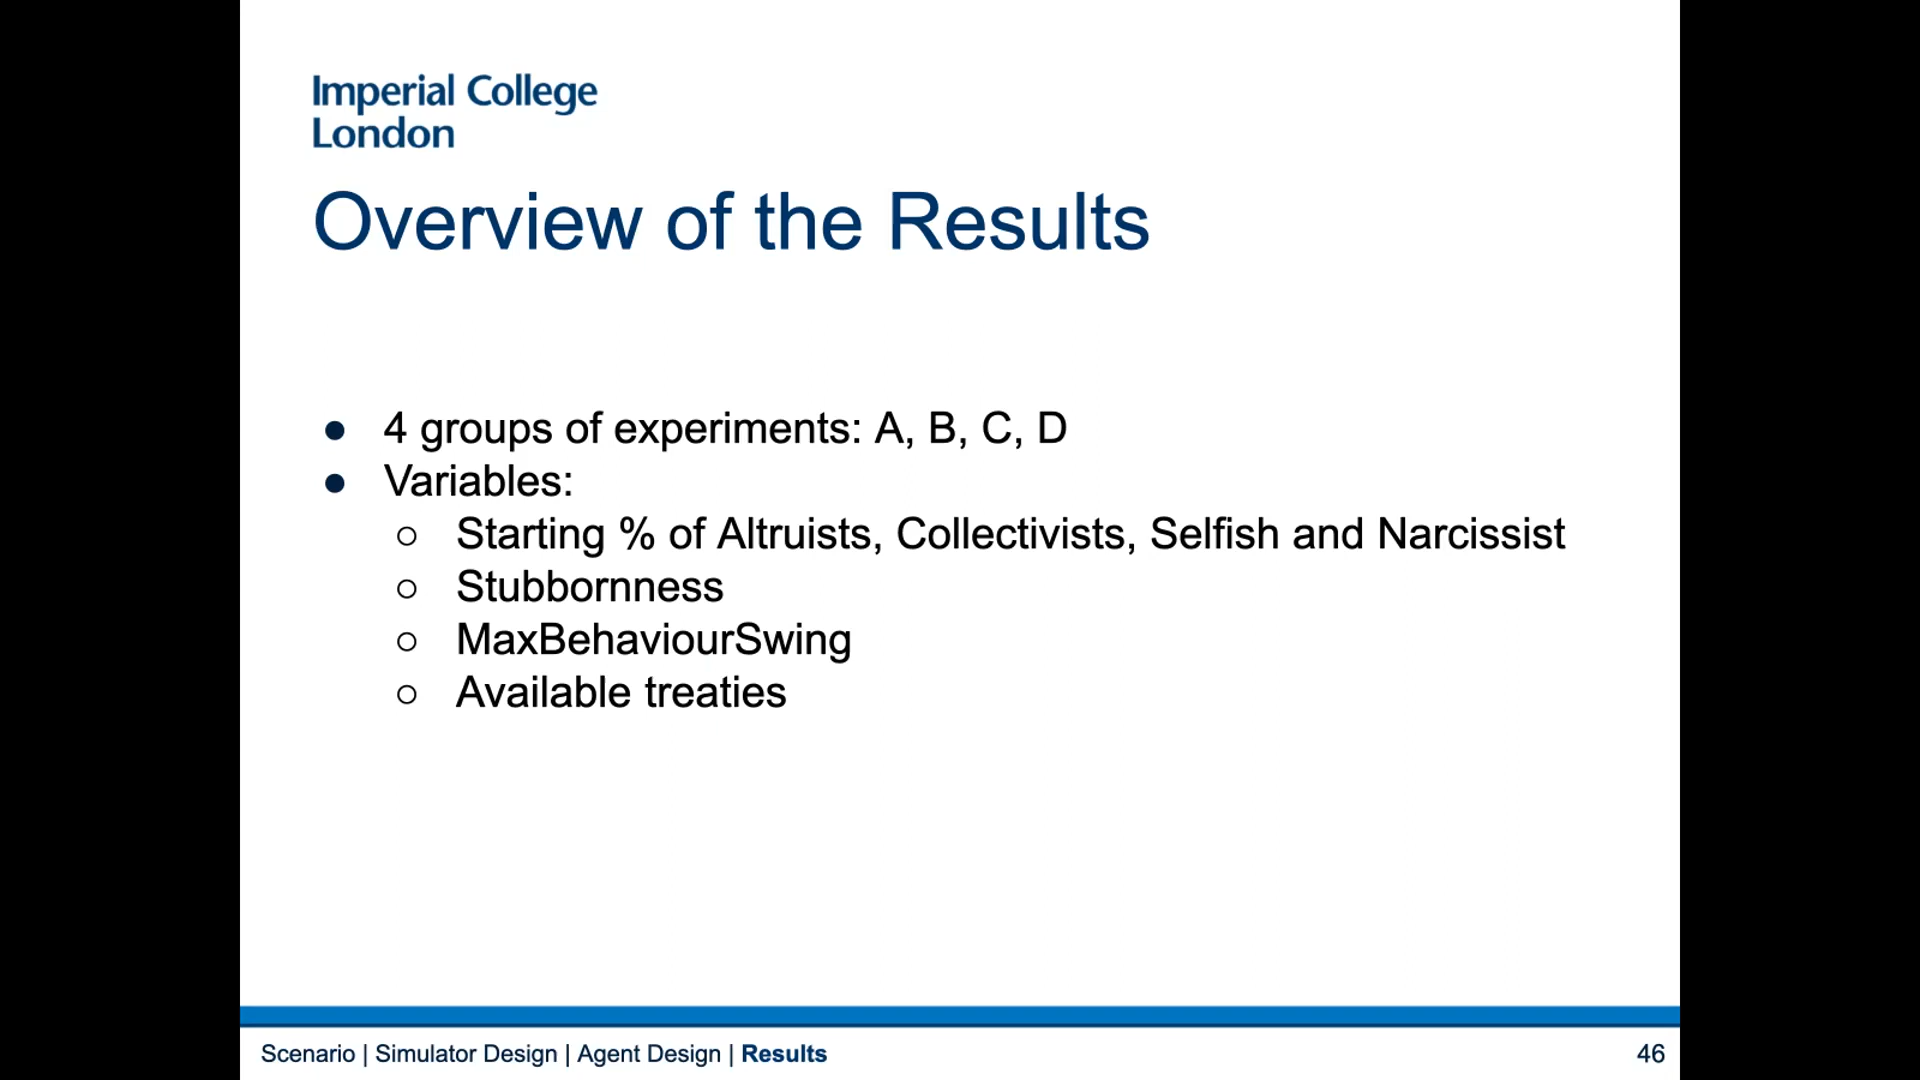 Imperial College
London
Overview of the Results
● 4 groups of experiments: A, B, C, D
● Variables:
○ Starting % of Altruists, Collectivists, Selfish and Narcissist
○ Stubbornness
○ MaxBehaviourSwing
○ Available treaties
Scenario | Simulator Design | Agent Design | Results
46